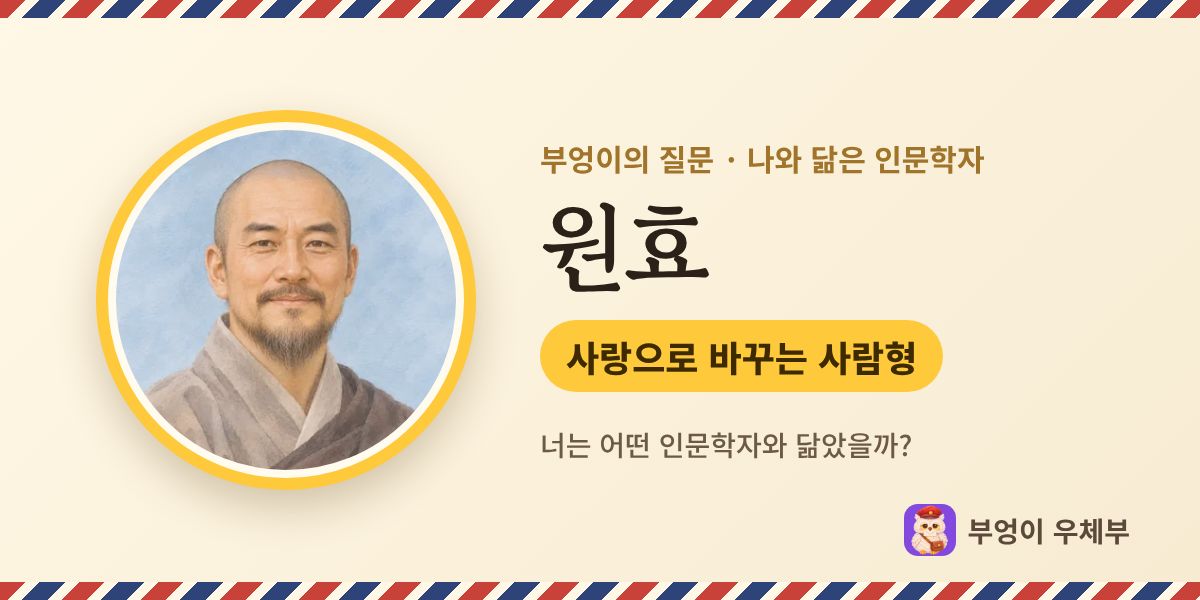 부엉이의 질문 · 나와 닮은 인문학자
원효
사랑으로 바꾸는 사람형
너는 어떤 인문학자와 닮았을까?
부엉이 우체부